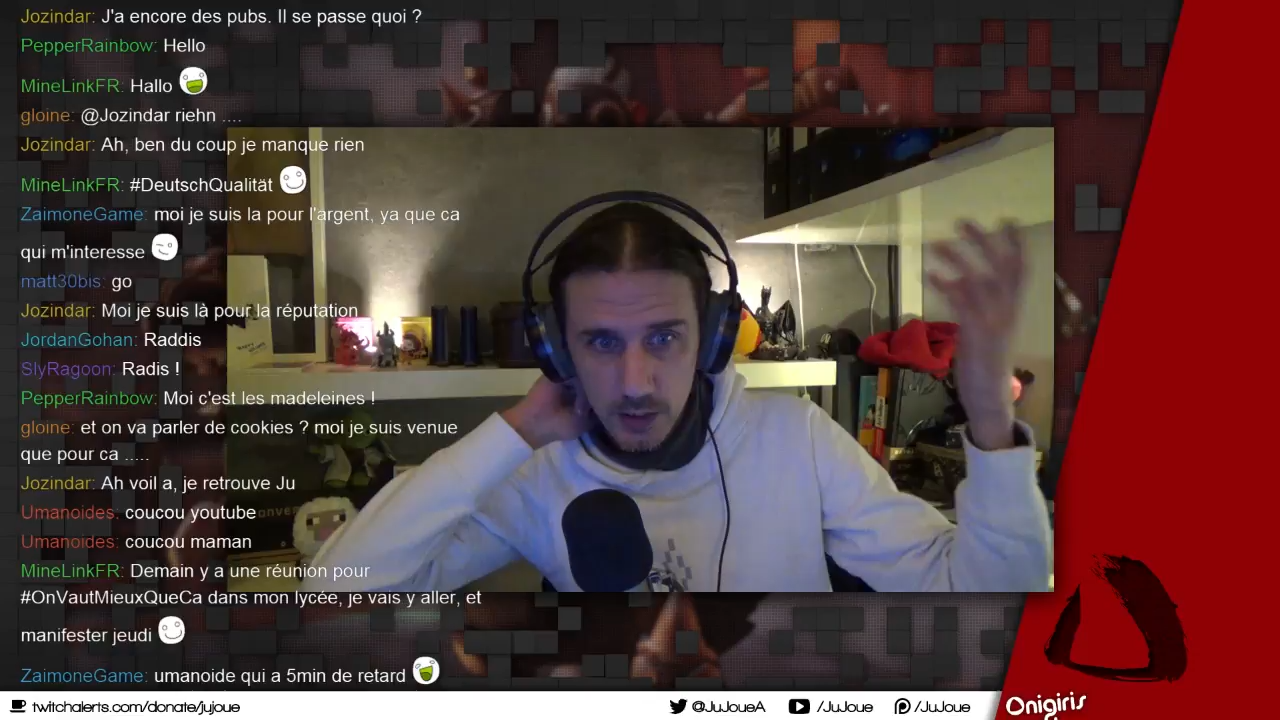 Jozindar: J'a encore des pubs. Il se passe quoi ?
PepperRainbow: Hello
MineLinkFR: Hallo
gloine: @Jozindar riehn ....
Jozindar: Ah, ben du coup je manque rien
MineLinkFR: #DeutschQualität
ZaimoneGame: moi je suis la pour l'argent, ya que ca
qui m'interesse
matt30bis: go
Jozindar: Moi je suis là pour la réputation
JordanGohan: Raddis
SlyRagoon: Radis !
PepperRainbow: Moi c'est les madeleines !
gloine: et on va parler de cookies ? moi je suis venue
que pour ca .....
Jozindar: Ah voil a, je retrouve Ju
Umanoides: coucou youtube
Umanoides: coucou maman
MineLinkFR: Demain y a une réunion pour
#OnVautMieuxQueCa dans mon lycée, je vais y aller, et
manifester jeudi
ZaimoneGame: umanoide qui a 5min de retard
twitchalerts.com/donate/jujoue
@JuJoueA
/JuJoue
/JuJoue
Onigiris